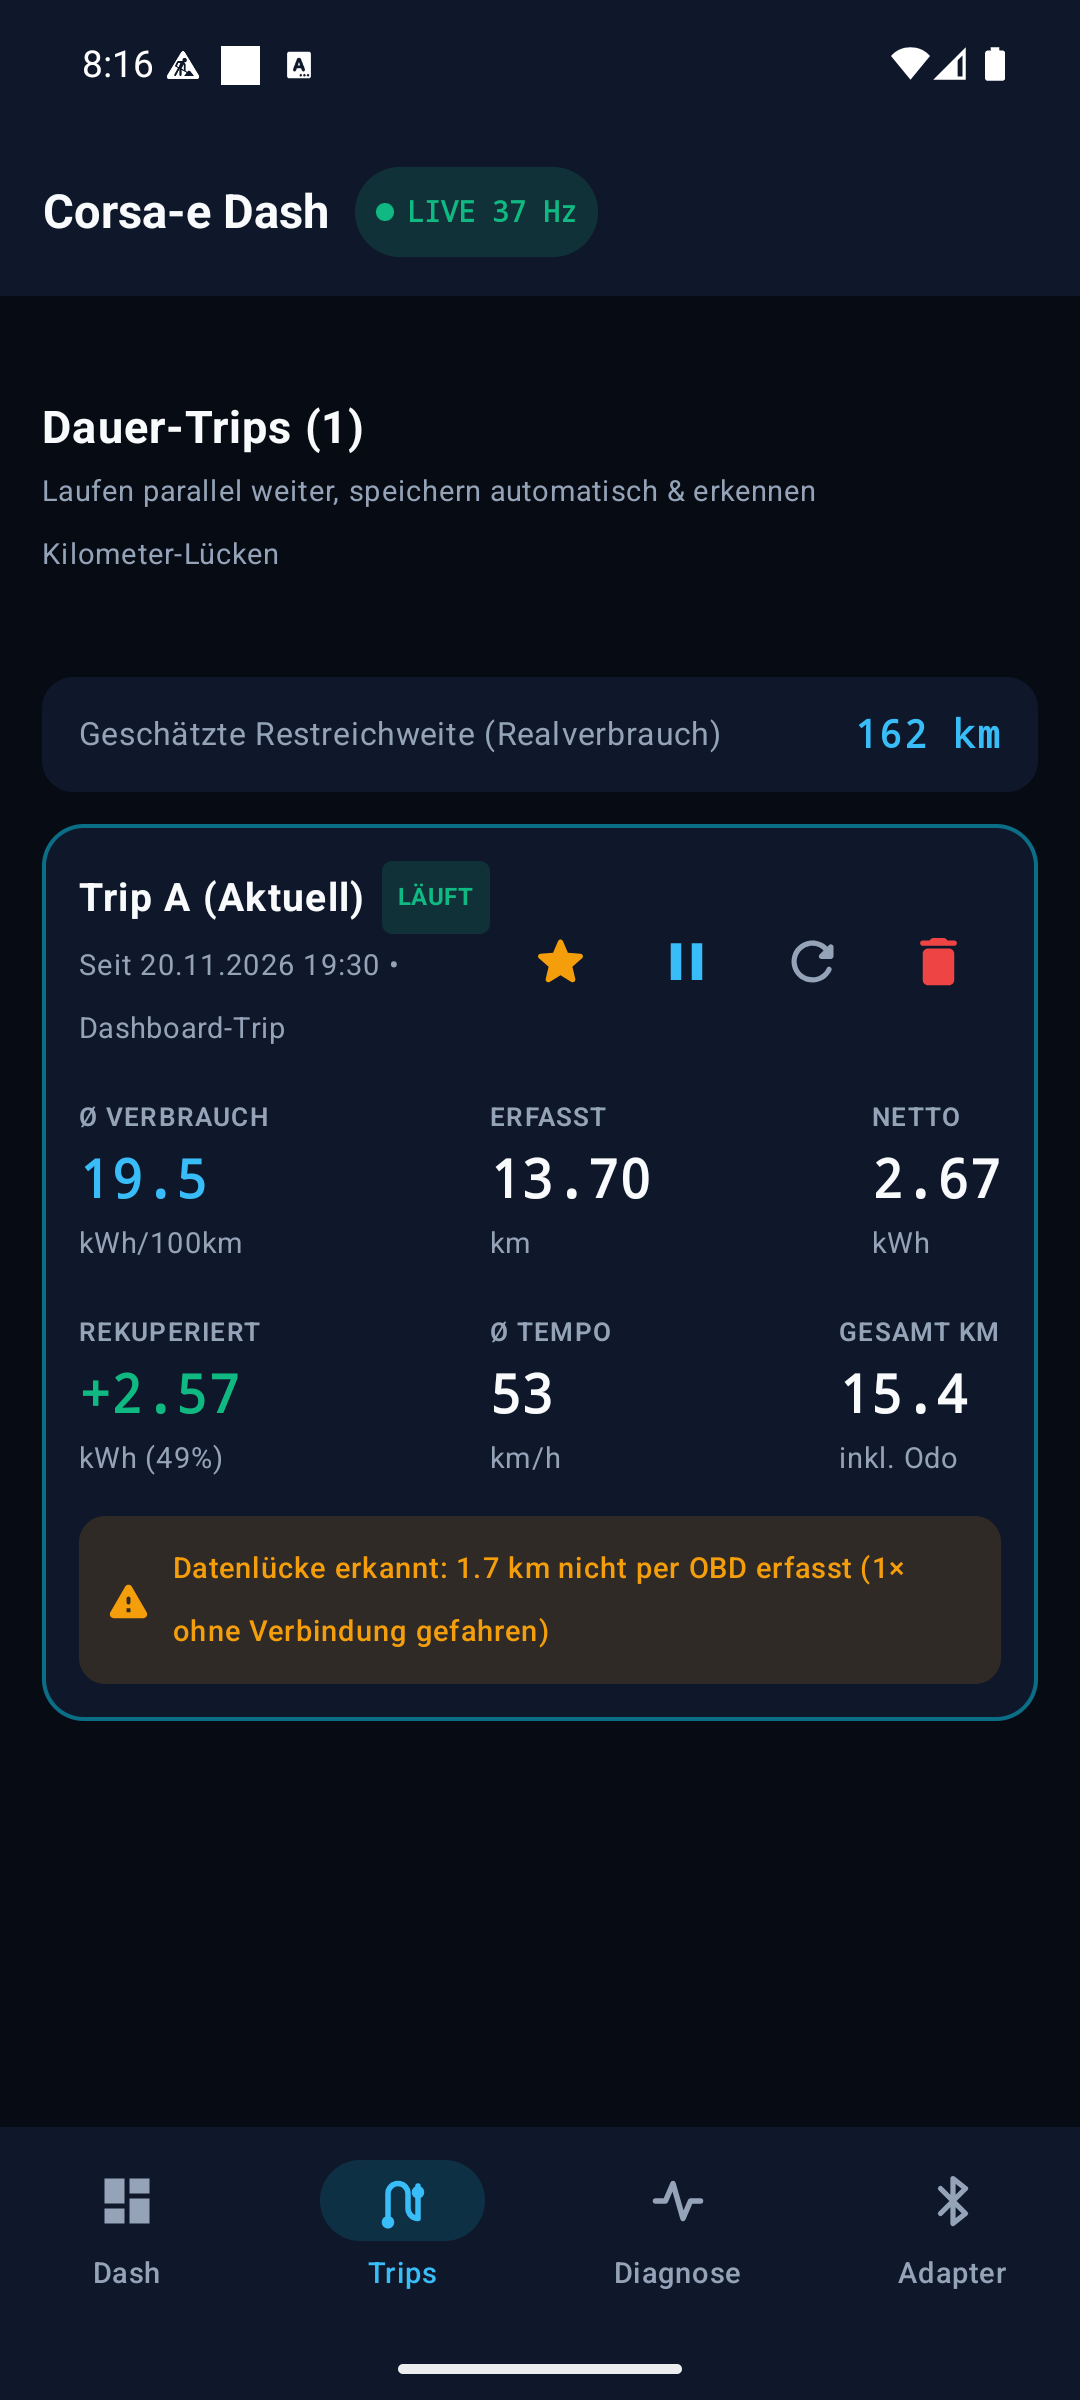 8:16
Corsa-e Dash
LIVE 37 Hz
Dauer-Trips (1)
Laufen parallel weiter, speichern automatisch & erkennen
Kilometer-Lücken
Geschätzte Restreichweite (Realverbrauch)
162 km
Trip A (Aktuell)
LÄUFT
Seit 20.11.2026 19:30 •
Dashboard-Trip
Ø VERBRAUCH
19.5
kWh/100km
ERFASST
13.70
km
NETTO
2.67
kWh
REKUPERIERT
+2.57
kWh (49%)
Ø TEMPO
53
km/h
GESAMT KM
15.4
inkl. Odo
Datenlücke erkannt: 1.7 km nicht per OBD erfasst (1×
ohne Verbindung gefahren)
Dash
Trips
Diagnose
Adapter